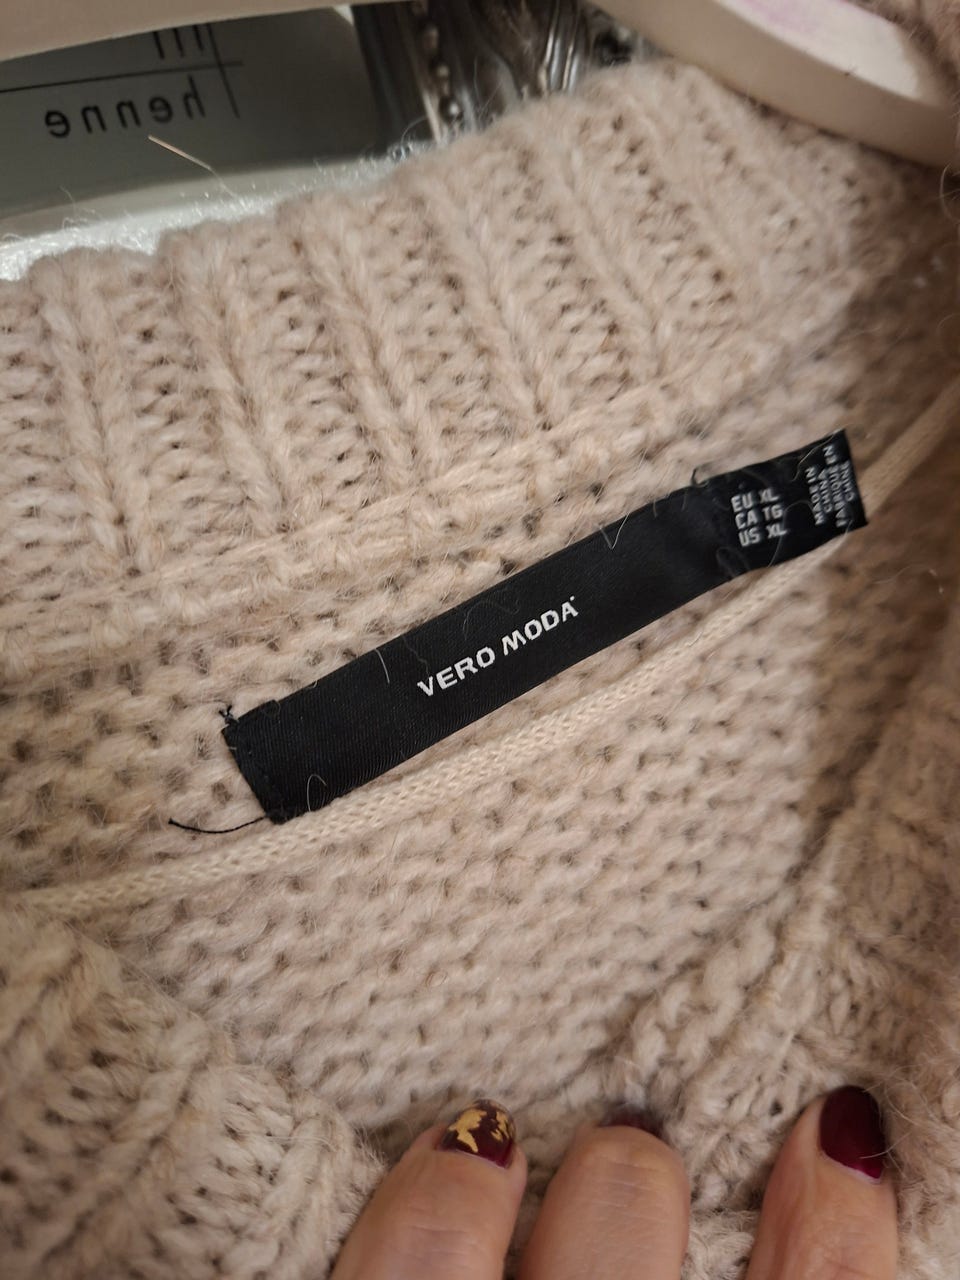 henne
VERO MODA
EU XL
CA TG
US XL
MADE IN
CHINA
FABRIQUÉ EN
CHINE